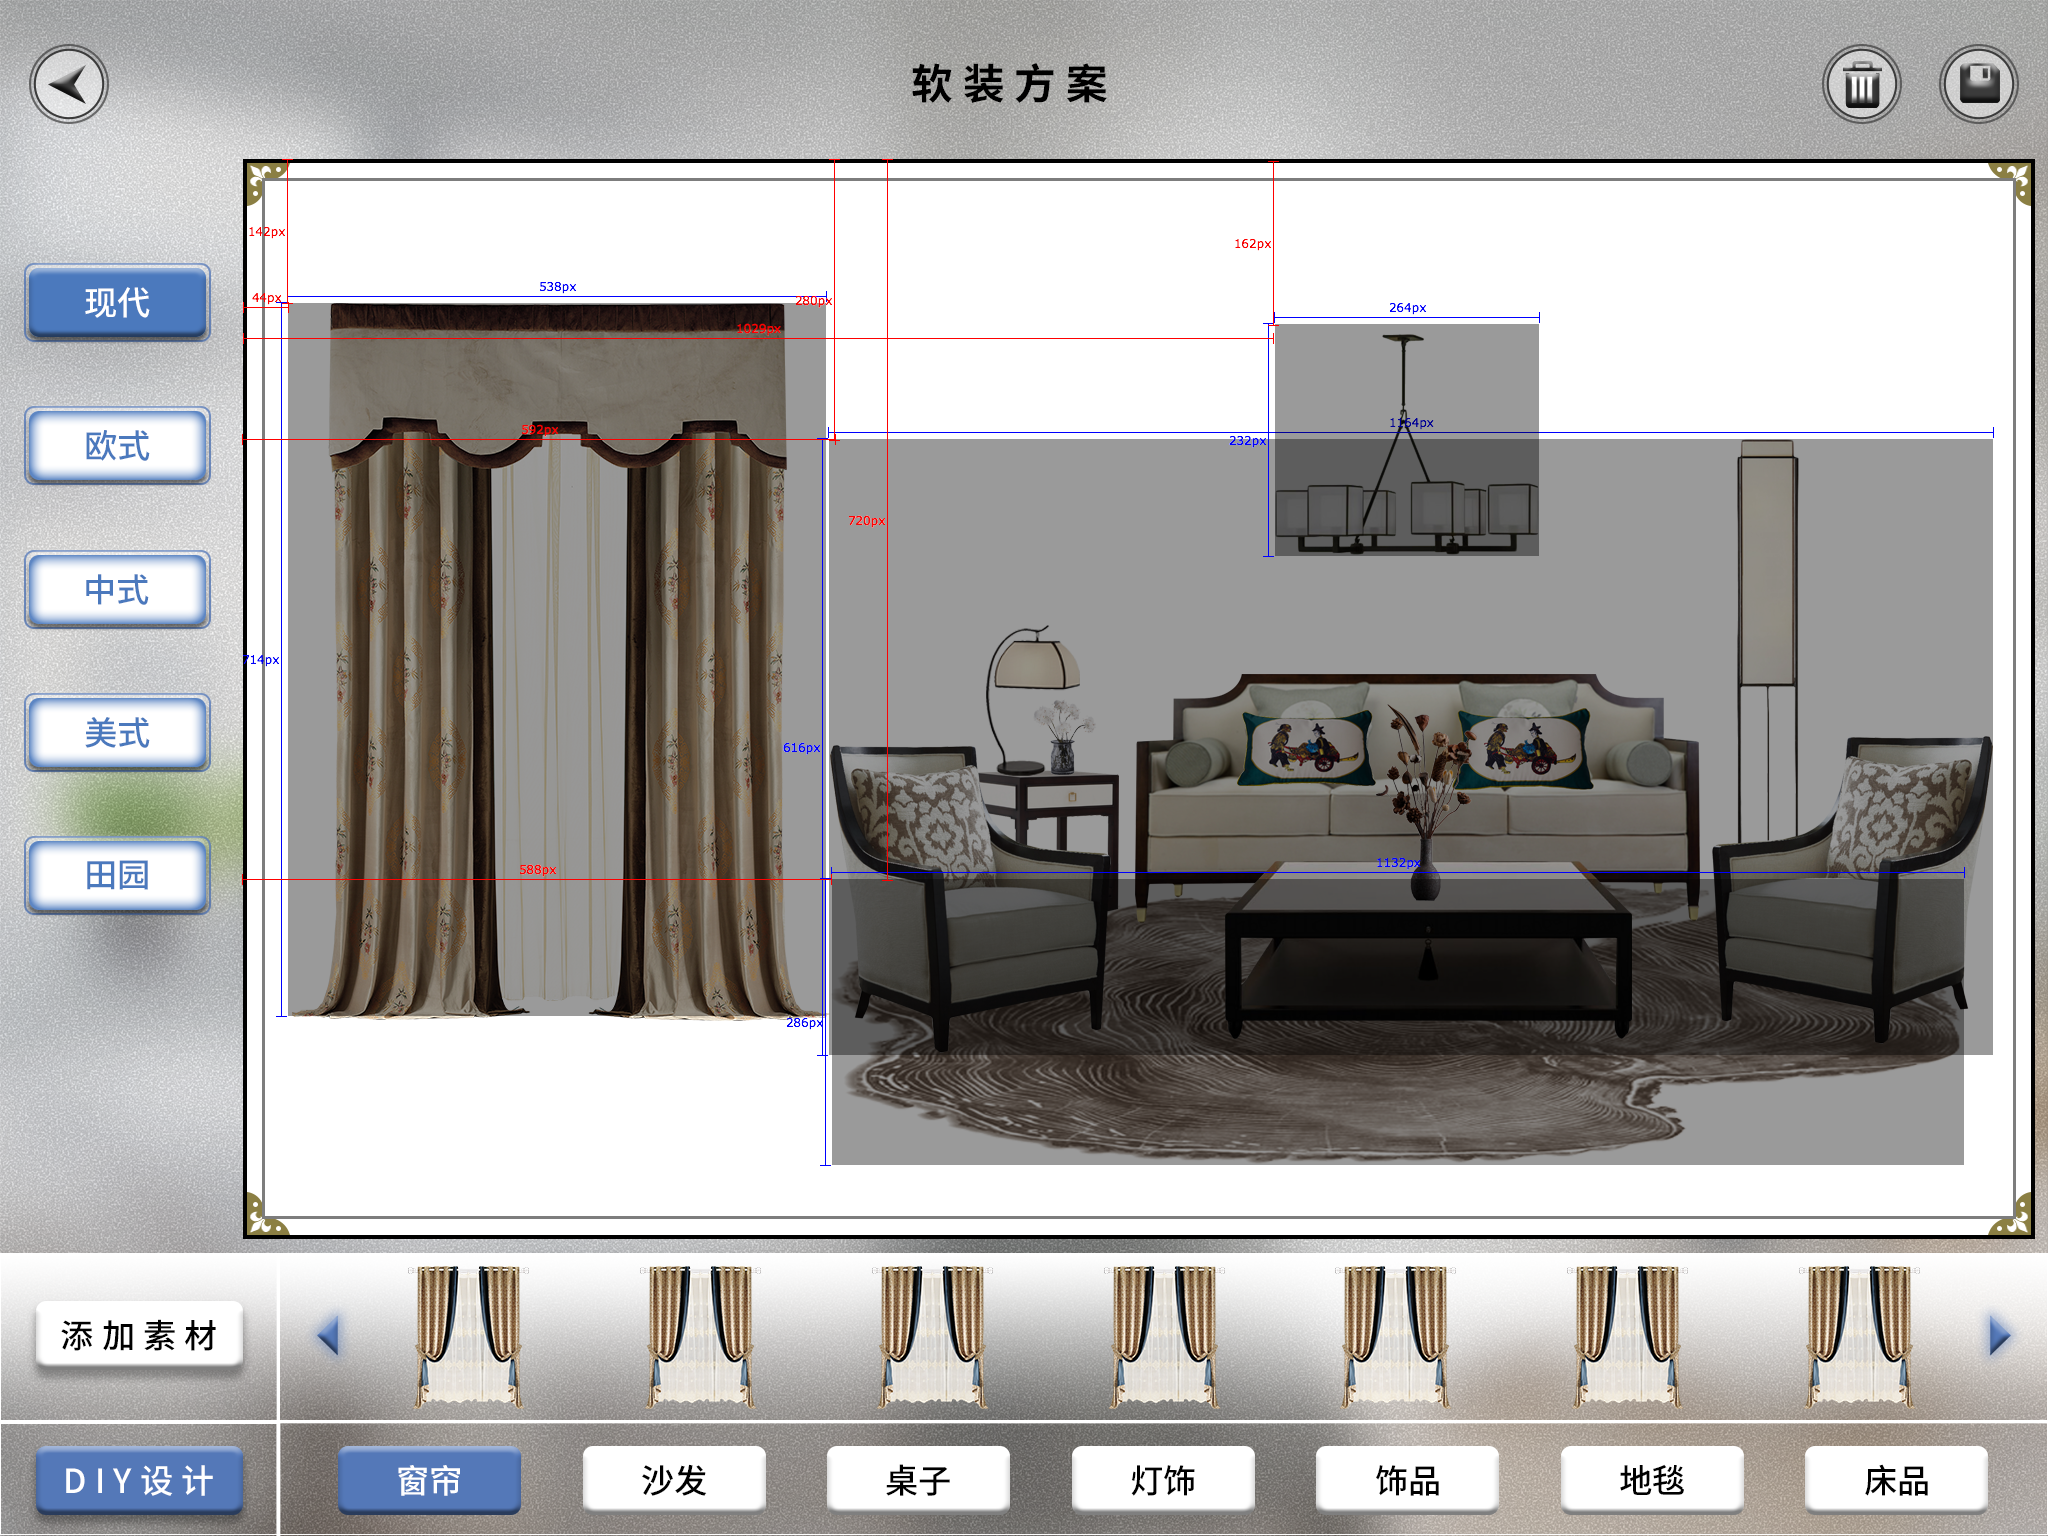 软装方案
142px
162px
现代
538px
44px
280px
264px
1029px
592px
1164px
232px
欧式
720px
中式
714px
美式
616px
588px
1132px
田园
286px
添加素材
DIY设计
窗帘
沙发
桌子
灯饰
饰品
地毯
床品